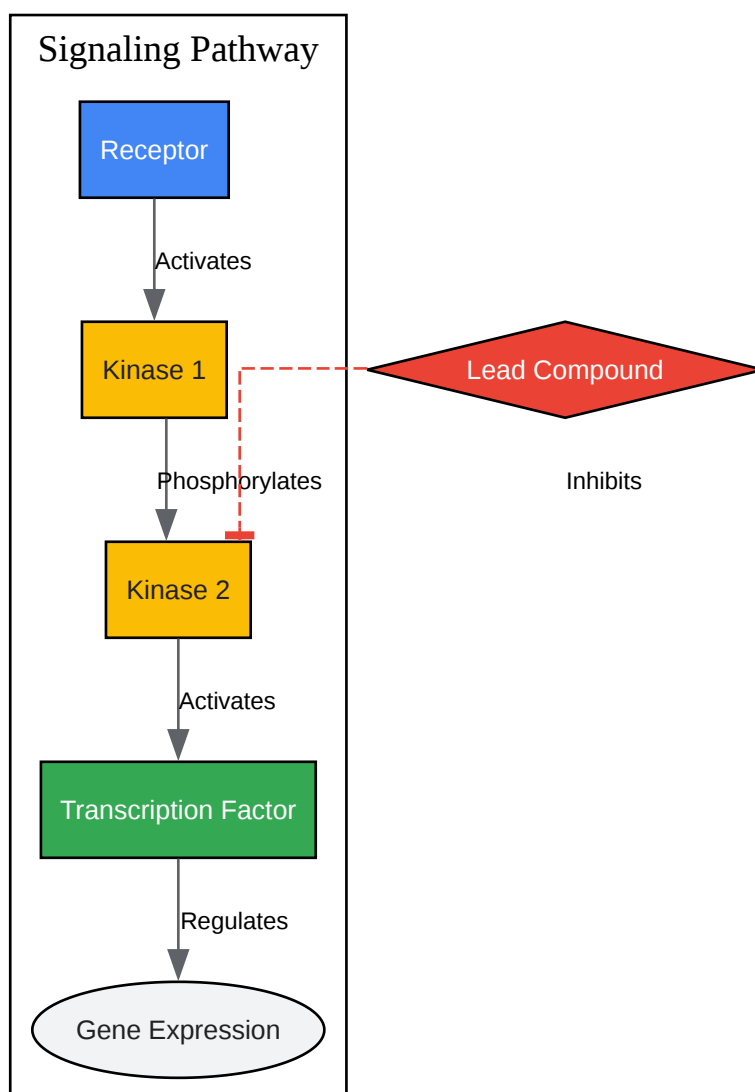 Signaling Pathway
Receptor
Activates
Kinase 1
Lead Compound
Phosphorylates
Inhibits
Kinase 2
Activates
Transcription Factor
Regulates
Gene Expression